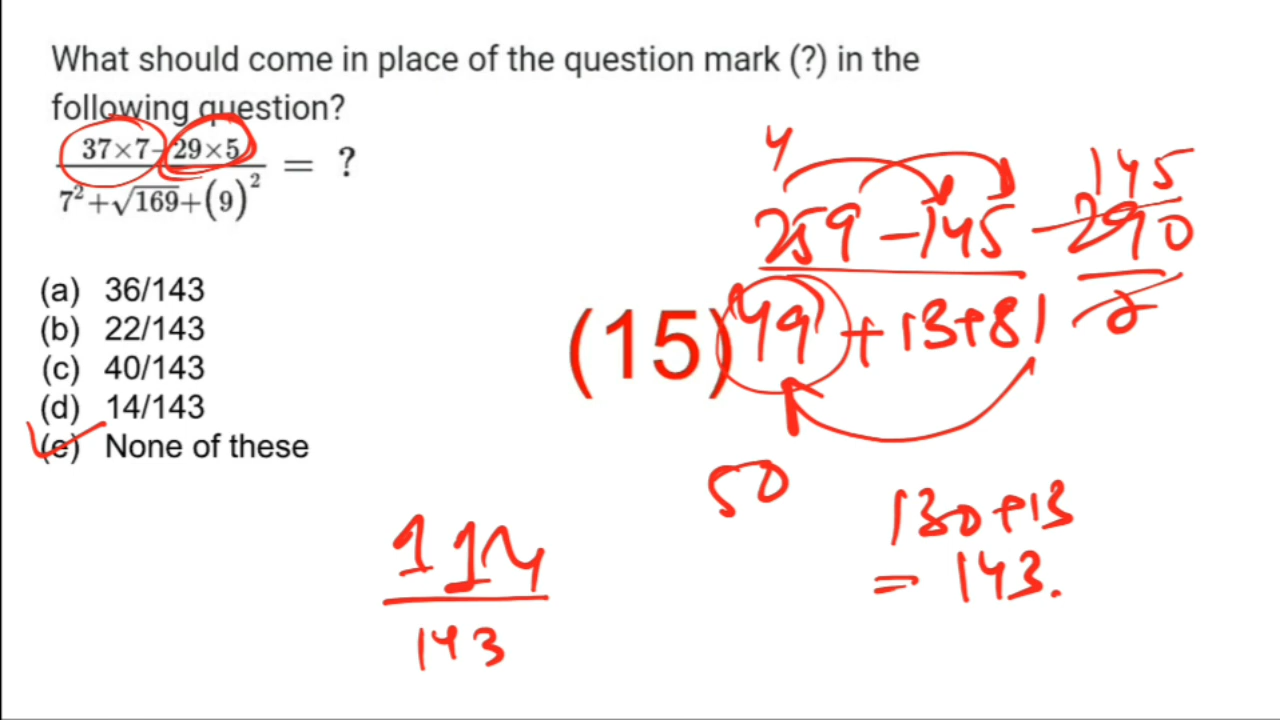 What should come in place of the question mark (?) in the
following question?
37×7−29×5
7²+√169+(9)² = ?
(a) 36/143
(b) 22/143
(c) 40/143
(d) 14/143
(e) None of these
4
259 − 145
145
290
2
(15)
49 + 13+81
50
130+13
= 143.
114
143